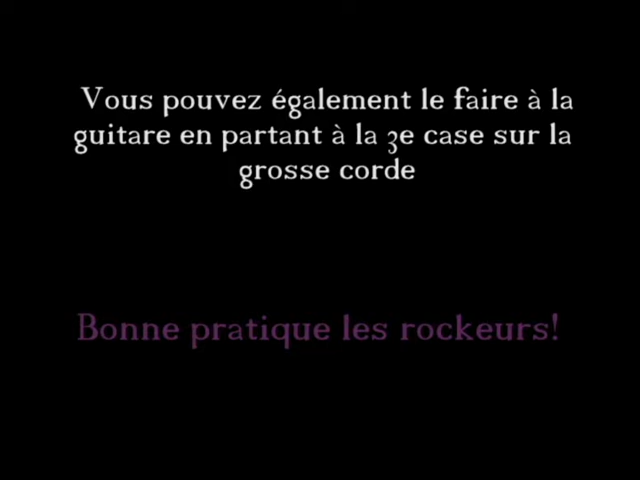 Vous pouvez également le faire à la
guitare en partant à la 3e case sur la
grosse corde
Bonne pratique les rockeurs!